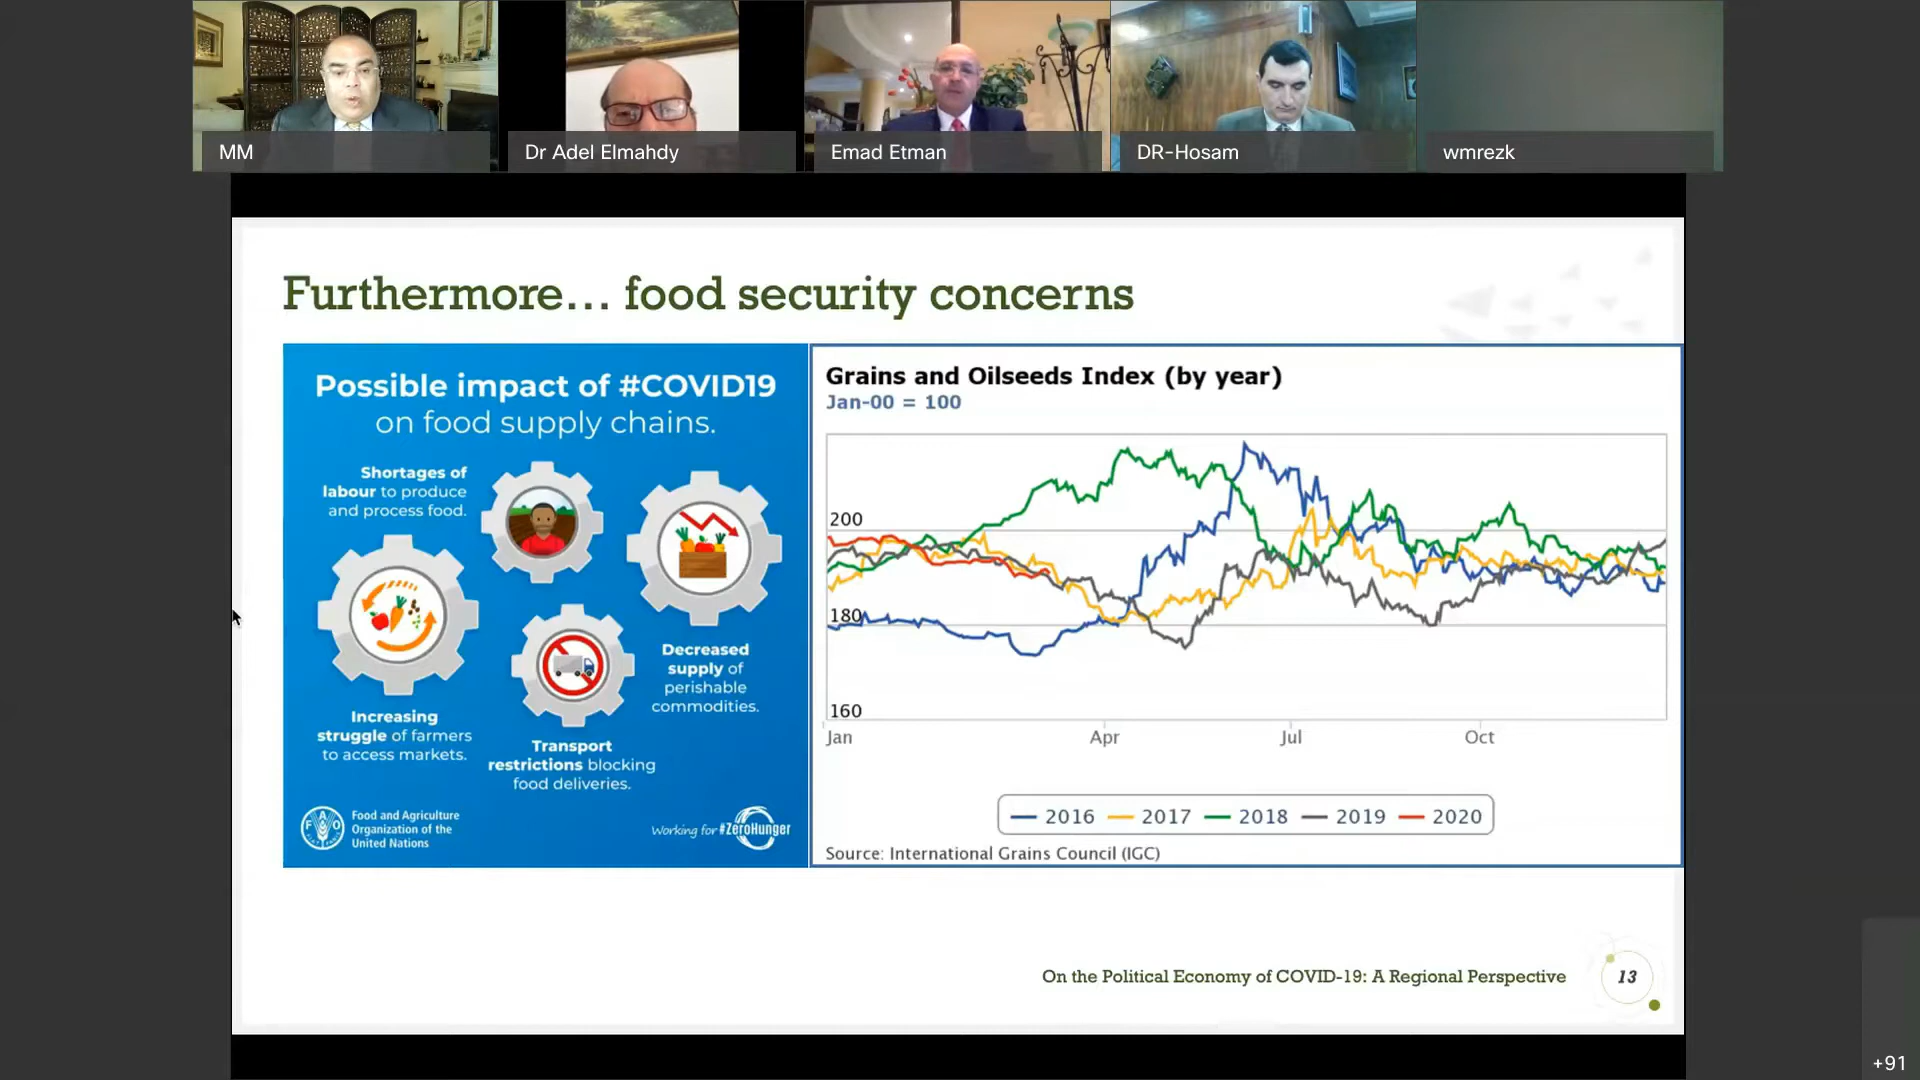 MM
Dr Adel Elmahdy
Emad Etman
DR-Hosam
wmrezk
Furthermore... food security concerns
Possible impact of #COVID19
on food supply chains.
Shortages of
labour to produce
and process food.
Increasing
struggle of farmers
to access markets.
Transport
restrictions blocking
food deliveries.
Decreased
supply of
perishable
commodities.
FAO
Food and Agriculture
Organization of the
United Nations
Working for #ZeroHunger
Grains and Oilseeds Index (by year)
Jan-00 = 100
200
180
160
Jan
Apr
Jul
Oct
2016
2017
2018
2019
2020
Source: International Grains Council (IGC)
On the Political Economy of COVID-19: A Regional Perspective
13
+91